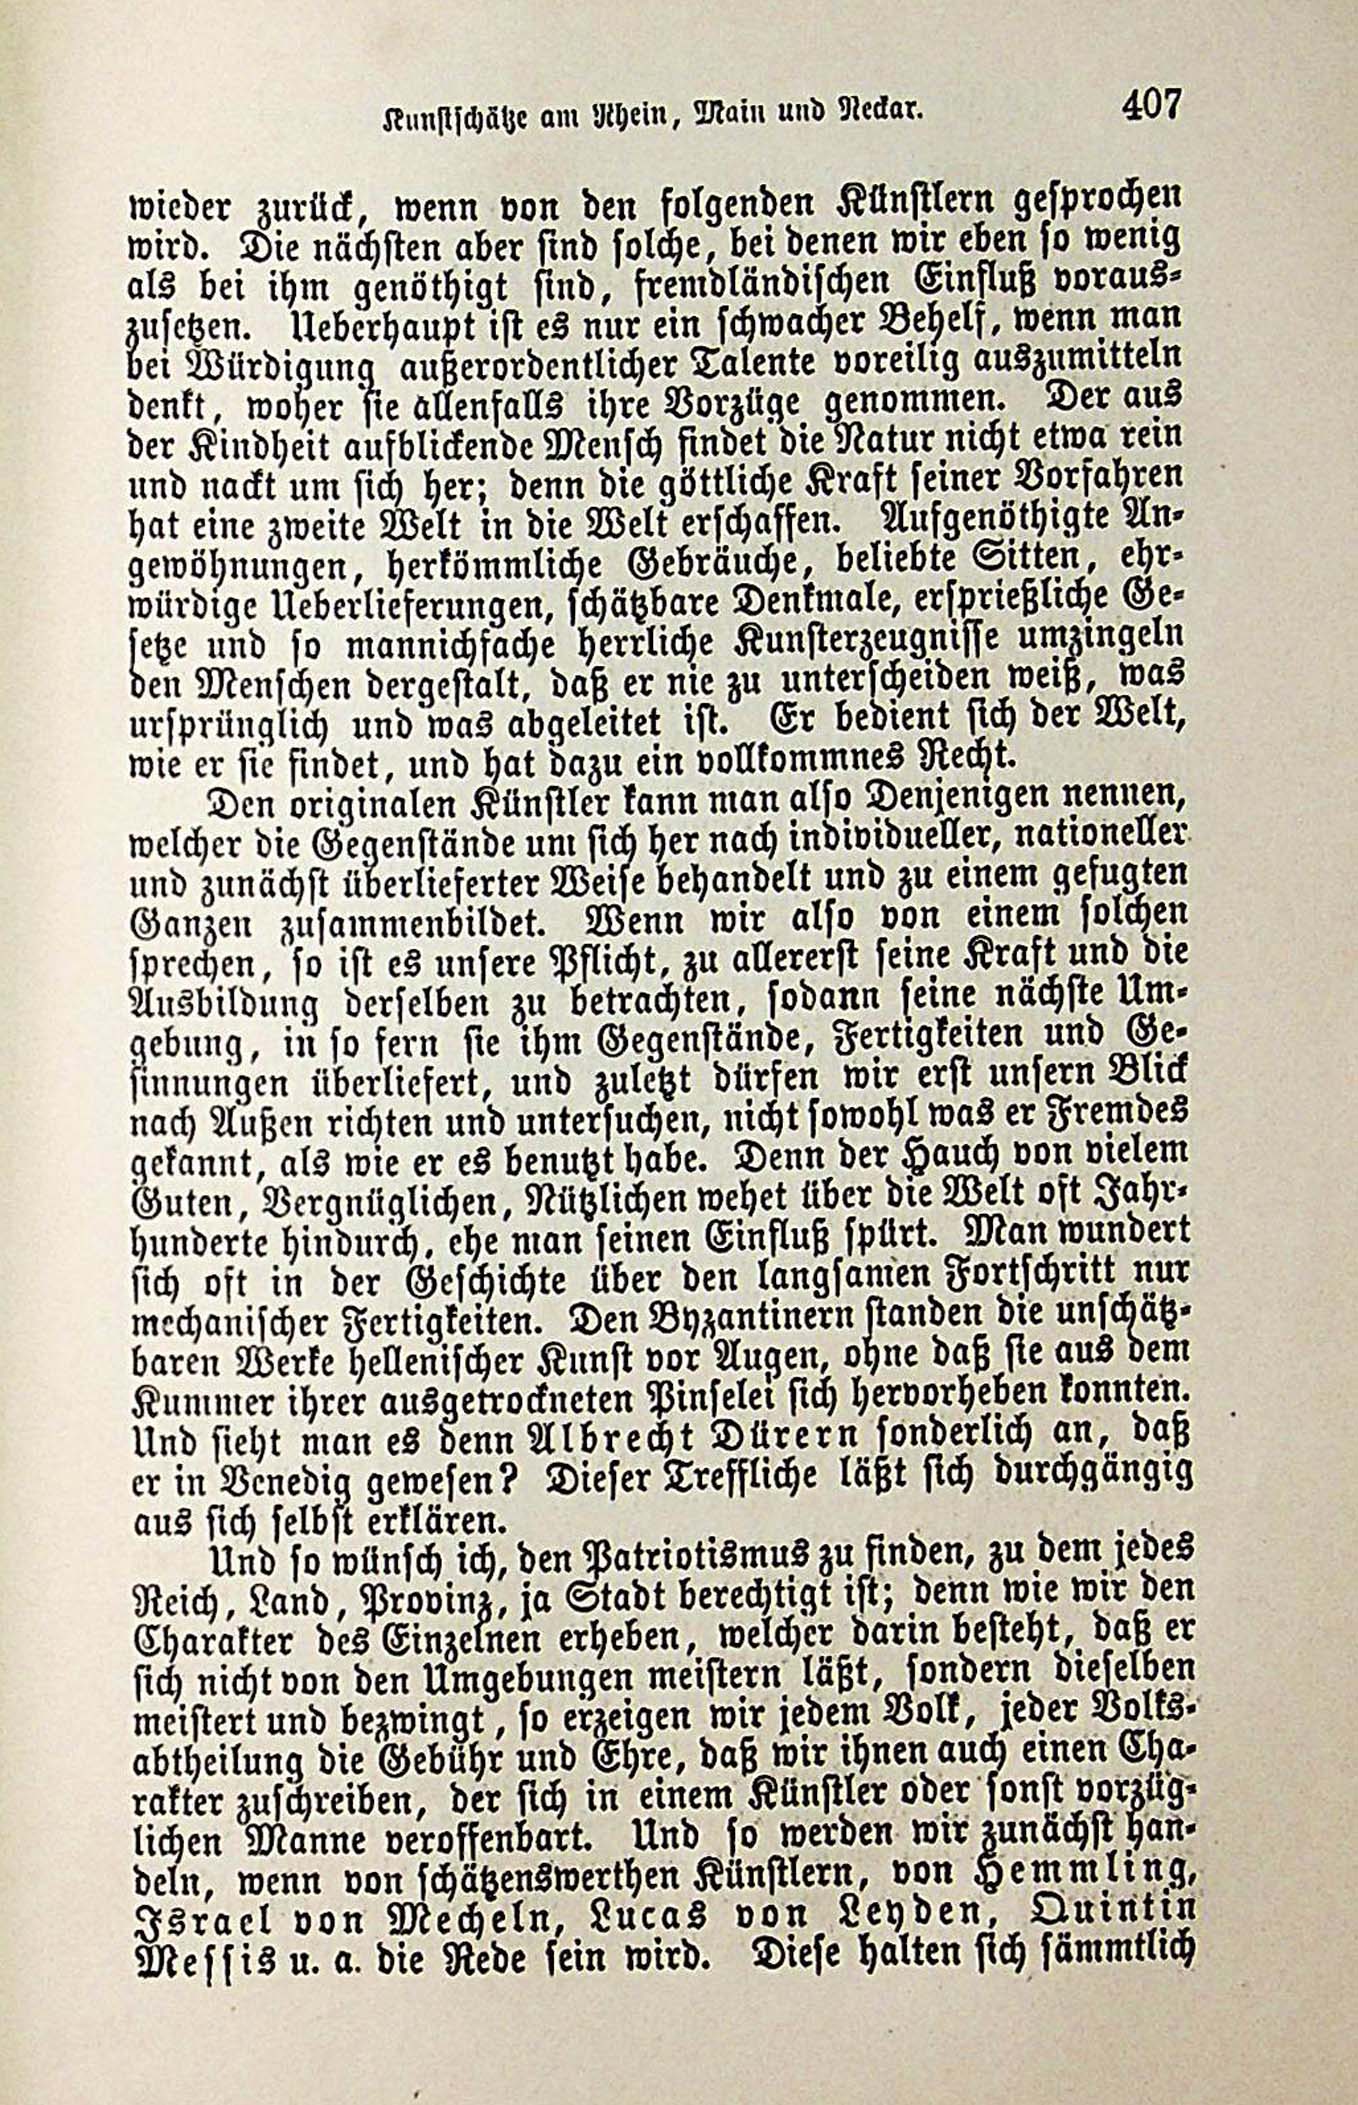 Kunstschätze am Rhein, Main und Neckar. 407
wieder zurück, wenn von den folgenden Künstlern gesprochen
wird. Die nächsten aber sind solche, bei denen wir eben so wenig
als bei ihm genöthigt sind, fremdländischen Einfluß voraus-
zusetzen. Ueberhaupt ist es nur ein schwacher Behelf, wenn man
bei Würdigung außerordentlicher Talente voreilig auszumitteln
denkt, woher sie allenfalls ihre Vorzüge genommen. Der aus
der Kindheit aufblickende Mensch findet die Natur nicht etwa rein
und nackt um sich her; denn die göttliche Kraft seiner Vorfahren
hat eine zweite Welt in die Welt erschaffen. Aufgenöthigte An-
gewöhnungen, herkömmliche Gebräuche, beliebte Sitten, ehr-
würdige Ueberlieferungen, schätzbare Denkmale, ersprießliche Ge-
setze und so mannichfache herrliche Kunsterzeugnisse umzingeln
den Menschen dergestalt, daß er nie zu unterscheiden weiß, was
ursprünglich und was abgeleitet ist. Er bedient sich der Welt,
wie er sie findet, und hat dazu ein vollkommnes Recht.
Den originalen Künstler kann man also Denjenigen nennen,
welcher die Gegenstände um sich her nach individueller, nationeller
und zunächst überlieferter Weise behandelt und zu einem gefugten
Ganzen zusammenbildet. Wenn wir also von einem solchen
sprechen, so ist es unsere Pflicht, zu allererst seine Kraft und die
Ausbildung derselben zu betrachten, sodann seine nächste Um-
gebung, in so fern sie ihm Gegenstände, Fertigkeiten und Ge-
sinnungen überliefert, und zuletzt dürfen wir erst unsern Blick
nach Außen richten und untersuchen, nicht sowohl was er Fremdes
gekannt, als wie er es benutzt habe. Denn der Hauch von vielem
Guten, Vergnüglichen, Nützlichen wehet über die Welt oft Jahr-
hunderte hindurch, ehe man seinen Einfluß spürt. Man wundert
sich oft in der Geschichte über den langsamen Fortschritt nur
mechanischer Fertigkeiten. Den Byzantinern standen die unschätz-
baren Werke hellenischer Kunst vor Augen, ohne daß sie aus dem
Kummer ihrer ausgetrockneten Pinselei sich hervorheben konnten.
Und sieht man es denn Albrecht Dürern sonderlich an, daß
er in Venedig gewesen? Dieser Treffliche läßt sich durchgängig
aus sich selbst erklären.
Und so wünsch ich, den Patriotismus zu finden, zu dem jedes
Reich, Land, Provinz, ja Stadt berechtigt ist; denn wie wir den
Charakter des Einzelnen erheben, welcher darin besteht, daß er
sich nicht von den Umgebungen meistern läßt, sondern dieselben
meistert und bezwingt, so erzeigen wir jedem Volk, jeder Volks-
abtheilung die Gebühr und Ehre, daß wir ihnen auch einen Cha-
rakter zuschreiben, der sich in einem Künstler oder sonst vorzüg-
lichen Manne veroffenbart. Und so werden wir zunächst han-
deln, wenn von schätzenswerthen Künstlern, von Hemmling,
Israel von Mecheln, Lucas von Leyden, Quintin
Messis u. a. die Rede sein wird. Diese halten sich sämmtlich